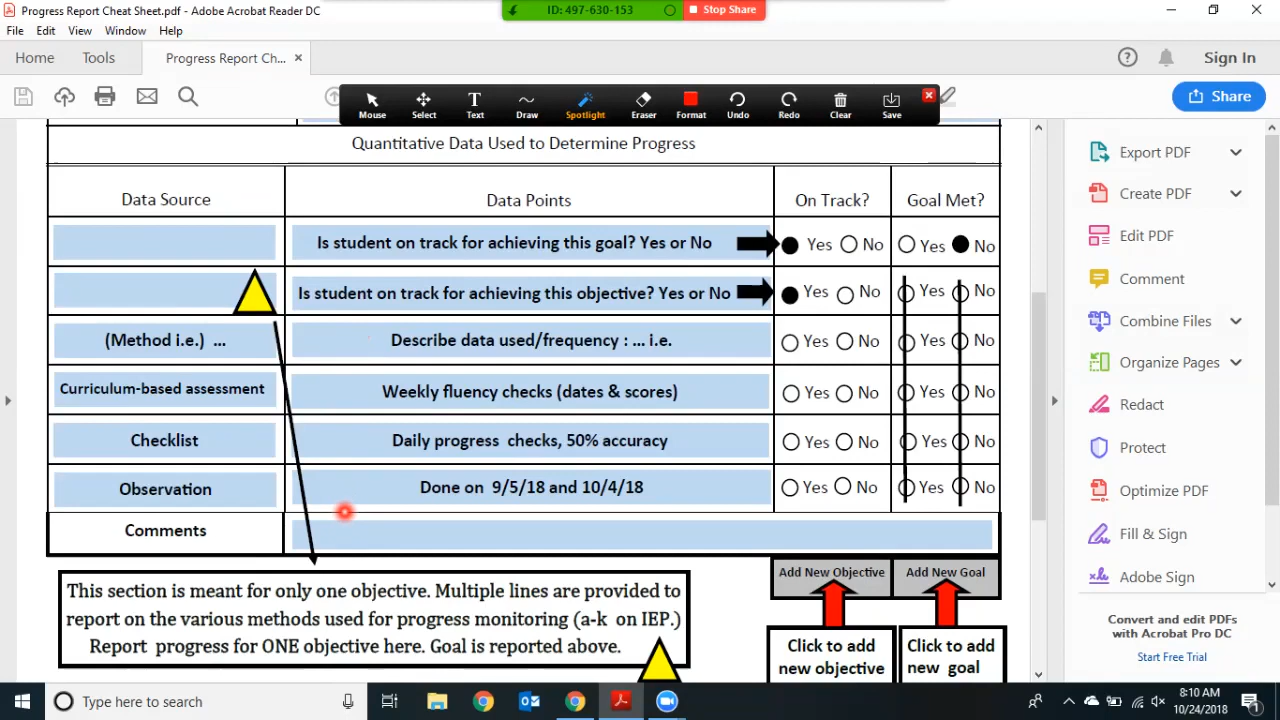 Progress Report Cheat Sheet.pdf - Adobe Acrobat Reader DC
ID: 497-630-153
Stop Share
File Edit View Window Help
Home Tools Progress Report Ch... ×
Sign In
Mouse Select Text Draw Spotlight Eraser Format Undo Redo Clear Save
Share
Quantitative Data Used to Determine Progress
Data Source Data Points On Track? Goal Met?
Is student on track for achieving this goal? Yes or No Yes No Yes No
Is student on track for achieving this objective? Yes or No Yes No Yes No
(Method i.e.) ... Describe data used/frequency : ... i.e. Yes No Yes No
Curriculum-based assessment Weekly fluency checks (dates & scores) Yes No Yes No
Checklist Daily progress checks, 50% accuracy Yes No Yes No
Observation Done on 9/5/18 and 10/4/18 Yes No Yes No
Comments
Add New Objective Add New Goal
This section is meant for only one objective. Multiple lines are provided to
report on the various methods used for progress monitoring (a-k on IEP.)
Report progress for ONE objective here. Goal is reported above.
Click to add
new objective
Click to add
new goal
Export PDF
Create PDF
Edit PDF
Comment
Combine Files
Organize Pages
Redact
Protect
Optimize PDF
Fill & Sign
Adobe Sign
Convert and edit PDFs
with Acrobat Pro DC
Start Free Trial
Type here to search
8:10 AM
10/24/2018
1